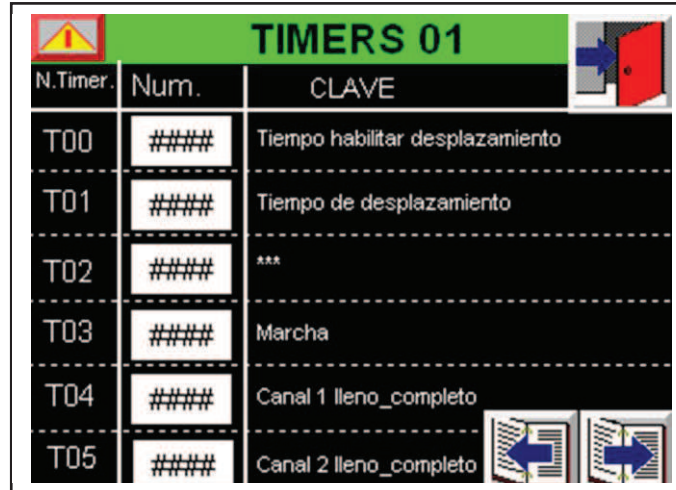 TIMERS 01
N.Timer. Num. CLAVE
T00 #### Tiempo habilitar desplazamiento
T01 #### Tiempo de desplazamiento
T02 #### ***
T03 #### Marcha
T04 #### Canal 1 lleno_completo
T05 #### Canal 2 lleno_completo